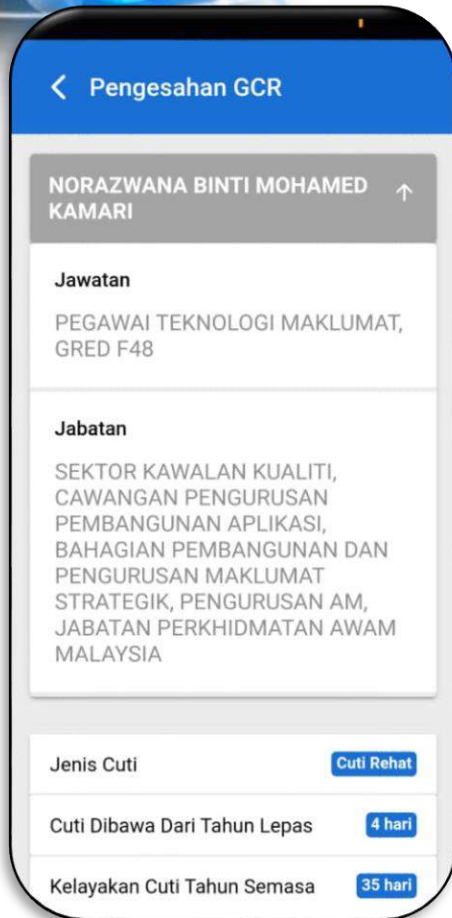 Pengesahan GCR
NORAZWANA BINTI MOHAMED
KAMARI
Jawatan
PEGAWAI TEKNOLOGI MAKLUMAT,
GRED F48
Jabatan
SEKTOR KAWALAN KUALITI,
CAWANGAN PENGURUSAN
PEMBANGUNAN APLIKASI,
BAHAGIAN PEMBANGUNAN DAN
PENGURUSAN MAKLUMAT
STRATEGIK, PENGURUSAN AM,
JABATAN PERKHIDMATAN AWAM
MALAYSIA
Jenis Cuti Cuti Rehat
Cuti Dibawa Dari Tahun Lepas 4 hari
Kelayakan Cuti Tahun Semasa 35 hari